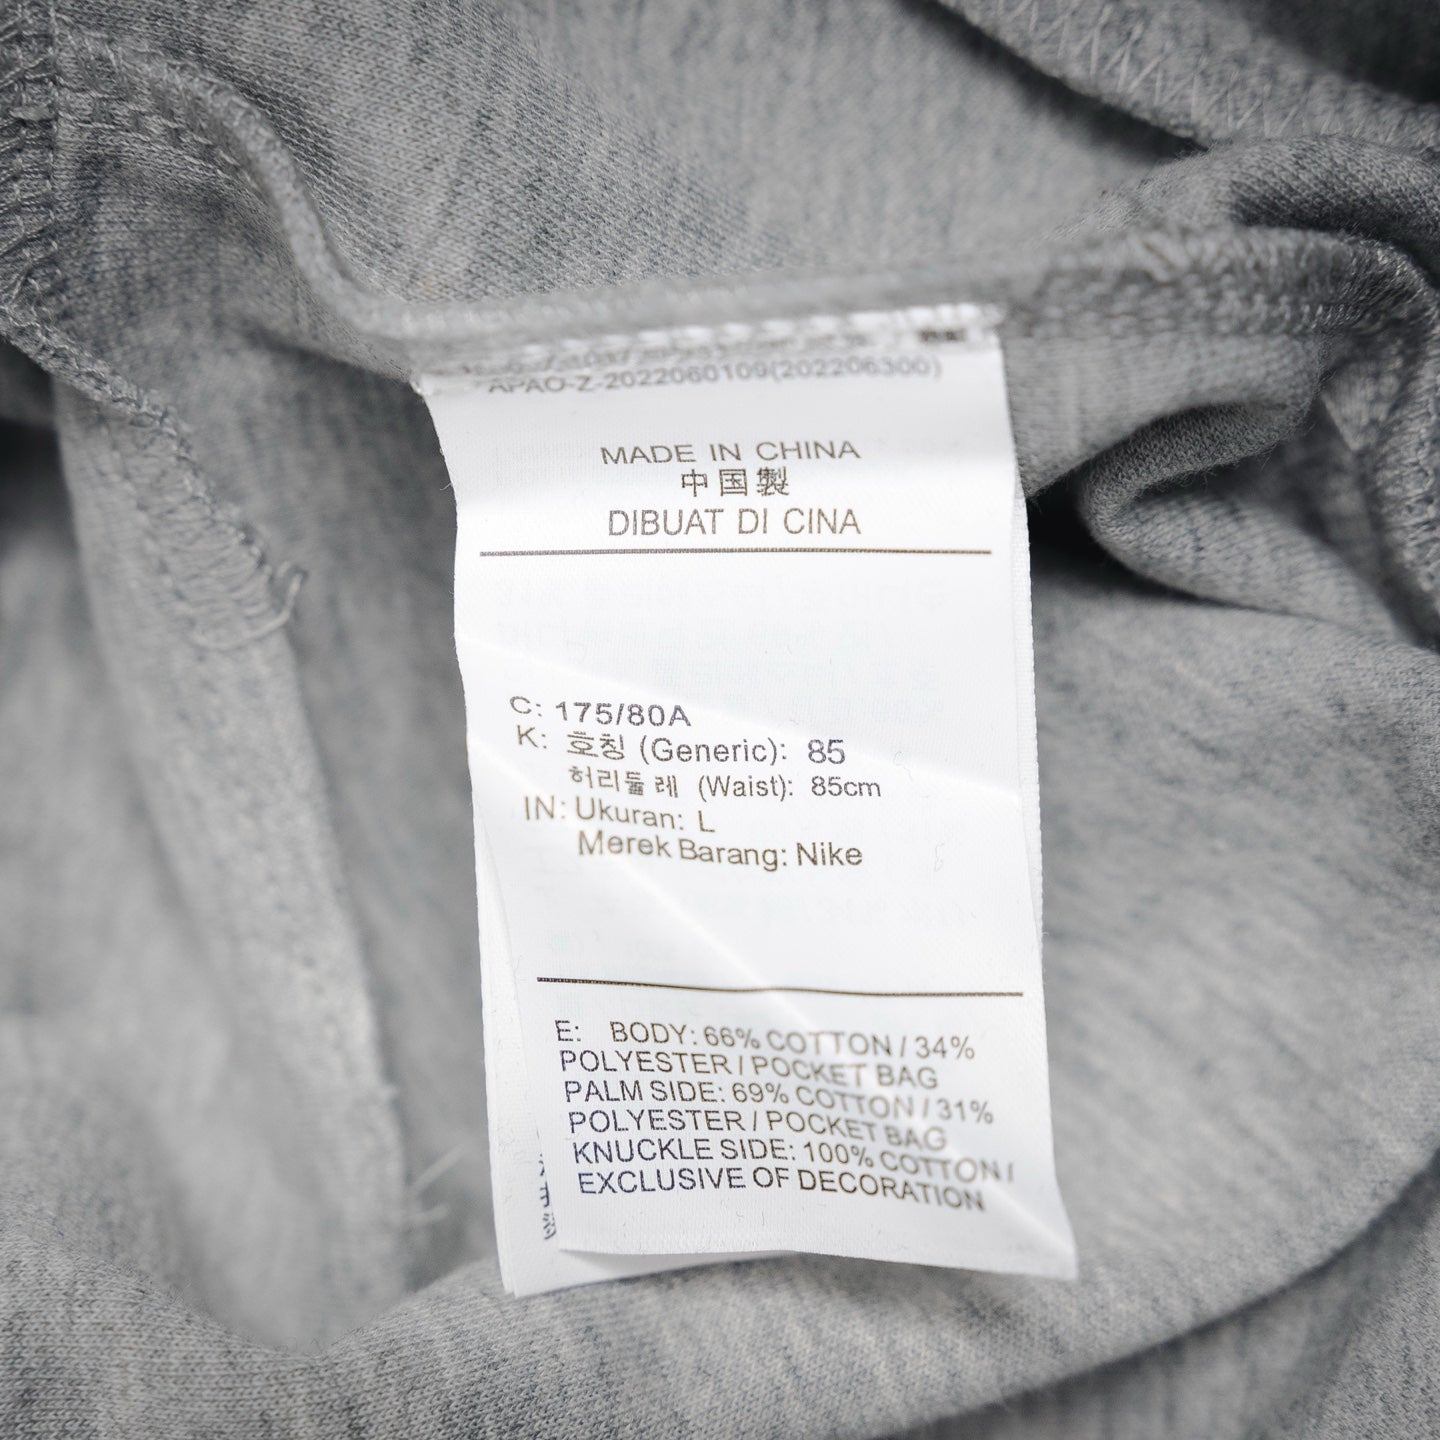 APAO-Z-2022060109(202206300)
MADE IN CHINA
中国製
DIBUAT DI CINA
C: 175/80A
K: 호칭 (Generic): 85
허리둘레 (Waist): 85cm
IN: Ukuran: L
Merek Barang: Nike
E: BODY: 66% COTTON / 34%
POLYESTER / POCKET BAG
PALM SIDE: 69% COTTON / 31%
POLYESTER / POCKET BAG
KNUCKLE SIDE: 100% COTTON /
EXCLUSIVE OF DECORATION